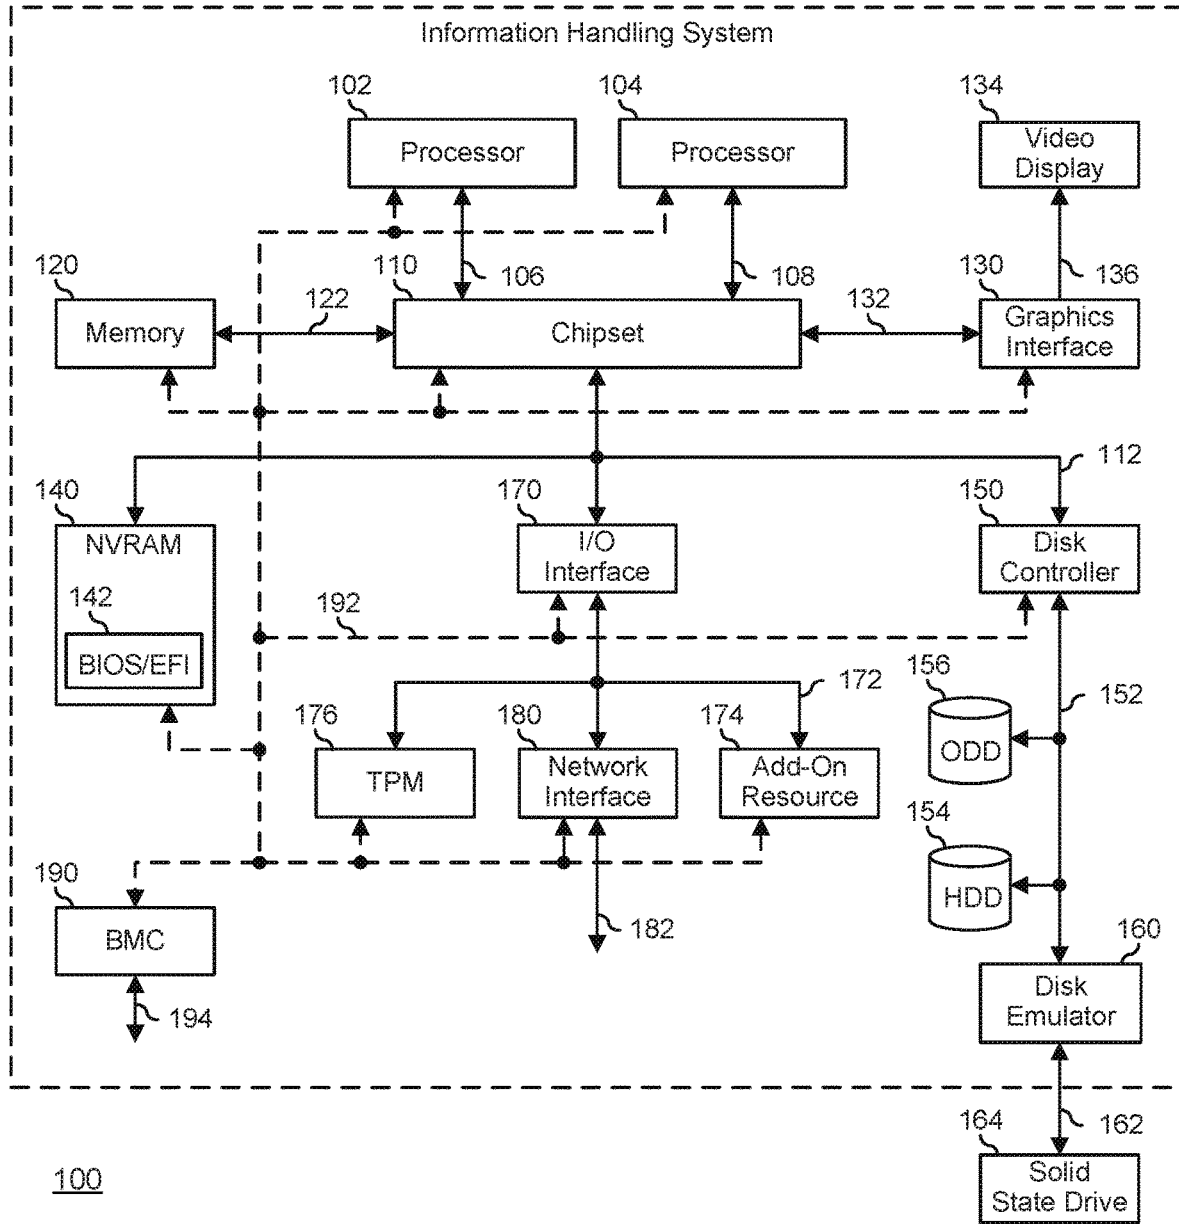 Information Handling System
102
104
134
Processor
Processor
Video
Display
120
110
106
108
130
136
122
132
Memory
Chipset
Graphics
Interface
112
140
170
150
NVRAM
I/O
Interface
Disk
Controller
142
192
BIOS/EFI
156
172
152
176
180
174
ODD
TPM
Network
Interface
Add-On
Resource
154
190
HDD
BMC
182
160
194
Disk
Emulator
164
162
100
Solid
State Drive